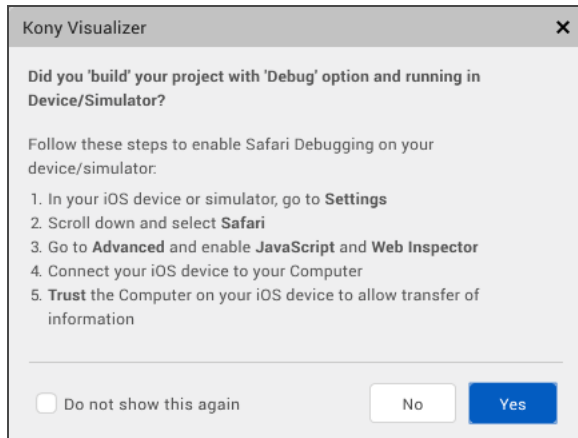 Kony Visualizer
Did you 'build' your project with 'Debug' option and running in
Device/Simulator?
Follow these steps to enable Safari Debugging on your
device/simulator:
1. In your iOS device or simulator, go to Settings
2. Scroll down and select Safari
3. Go to Advanced and enable JavaScript and Web Inspector
4. Connect your iOS device to your Computer
5. Trust the Computer on your iOS device to allow transfer of
information
Do not show this again
No
Yes